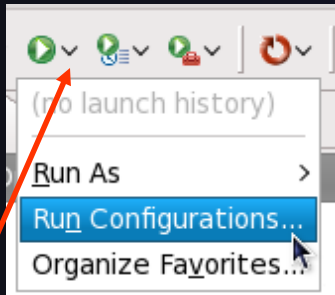 (no launch history)
Run As
Run Configurations...
Organize Favorites...